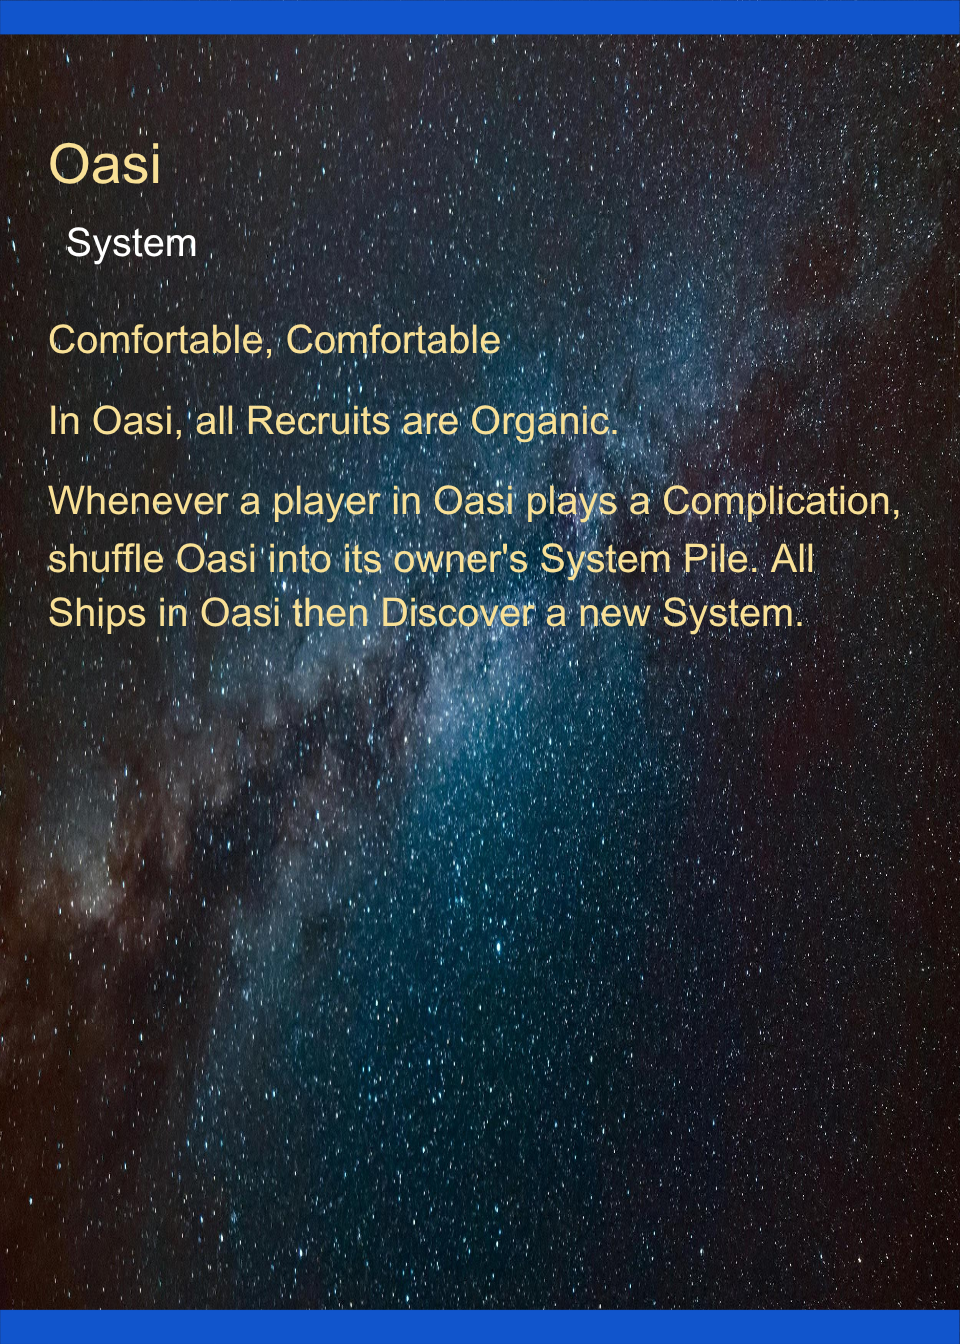 Oasi
System
Comfortable, Comfortable
In Oasi, all Recruits are Organic.
Whenever a player in Oasi plays a Complication,
shuffle Oasi into its owner's System Pile. All
Ships in Oasi then Discover a new System.